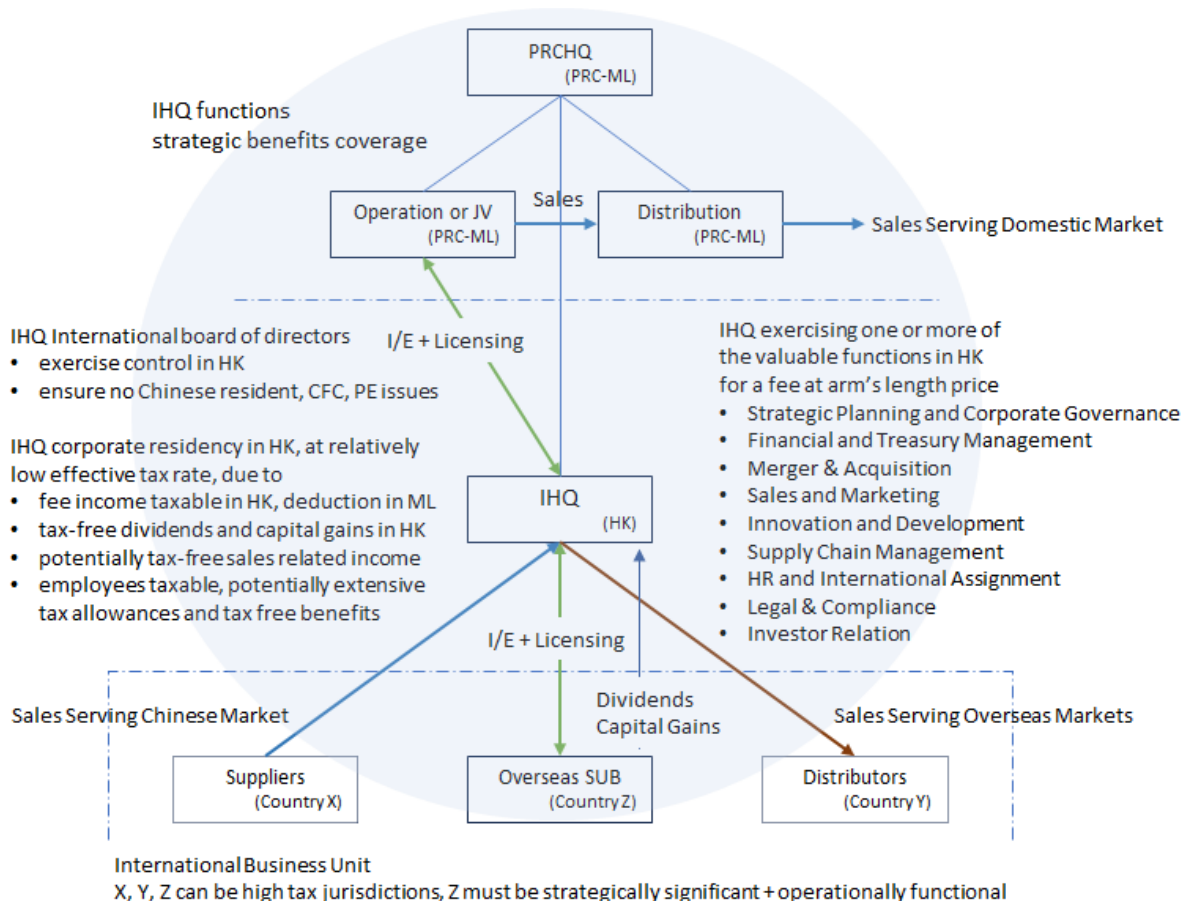 PRCHQ
(PRC-ML)
IHQ functions
strategic benefits coverage
Operation or JV
(PRC-ML)
Sales
Distribution
(PRC-ML)
Sales Serving Domestic Market
I/E + Licensing
IHQ International board of directors
• exercise control in HK
• ensure no Chinese resident, CFC, PE issues
IHQ corporate residency in HK, at relatively
low effective tax rate, due to
• fee income taxable in HK, deduction in ML
• tax-free dividends and capital gains in HK
• potentially tax-free sales related income
• employees taxable, potentially extensive
tax allowances and tax free benefits
IHQ exercising one or more of
the valuable functions in HK
for a fee at arm's length price
• Strategic Planning and Corporate Governance
• Financial and Treasury Management
• Merger & Acquisition
• Sales and Marketing
• Innovation and Development
• Supply Chain Management
• HR and International Assignment
• Legal & Compliance
• Investor Relation
IHQ
(HK)
I/E + Licensing
Dividends
Capital Gains
Sales Serving Chinese Market
Sales Serving Overseas Markets
Suppliers
(Country X)
Overseas SUB
(Country Z)
Distributors
(Country Y)
International Business Unit
X, Y, Z can be high tax jurisdictions, Z must be strategically significant + operationally functional